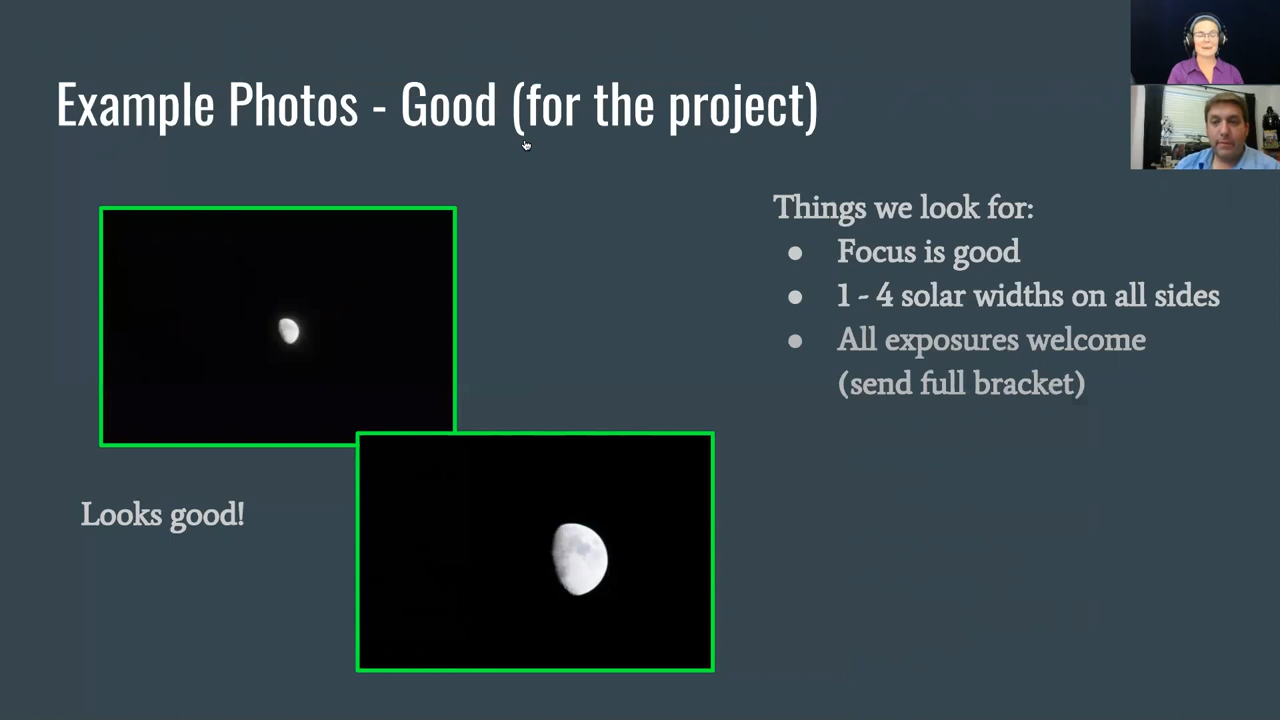 Example Photos - Good (for the project)
Things we look for:
● Focus is good
● 1 - 4 solar widths on all sides
● All exposures welcome
(send full bracket)
Looks good!